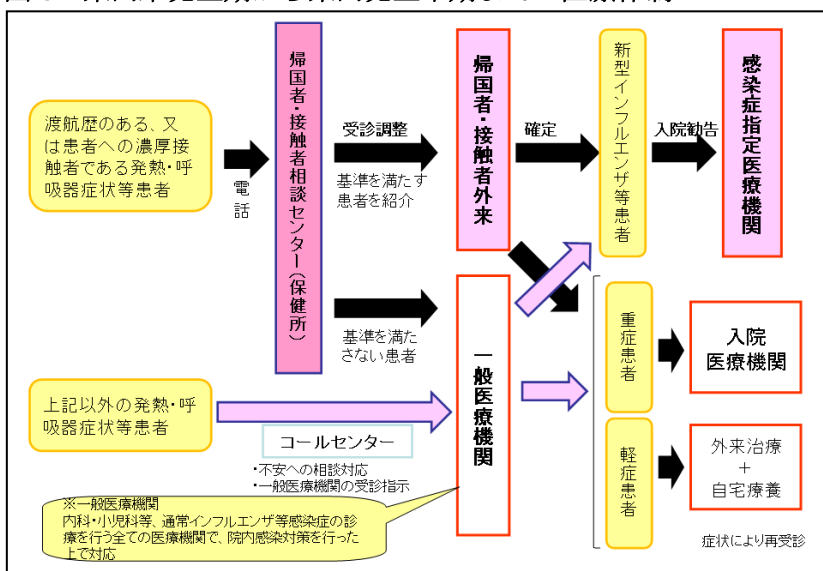 渡航歴のある、又
は患者への濃厚接
触者である発熱・呼
吸器症状等患者
電話
帰国者・接触者相談センター(保健所)
受診調整
基準を満たす
患者を紹介
帰国者・接触者外来
確定
新型インフルエンザ等患者
入院勧告
感染症指定医療機関
基準を満た
さない患者
上記以外の発熱・呼
吸器症状等患者
コールセンター
・不安への相談対応
・一般医療機関の受診指示
一般医療機関
重症患者
入院
医療機関
軽症患者
外来治療
+
自宅療養
症状により再受診
※一般医療機関
内科・小児科等、通常インフルエンザ等感染症の診
療を行う全ての医療機関で、院内感染対策を行った
上で対応